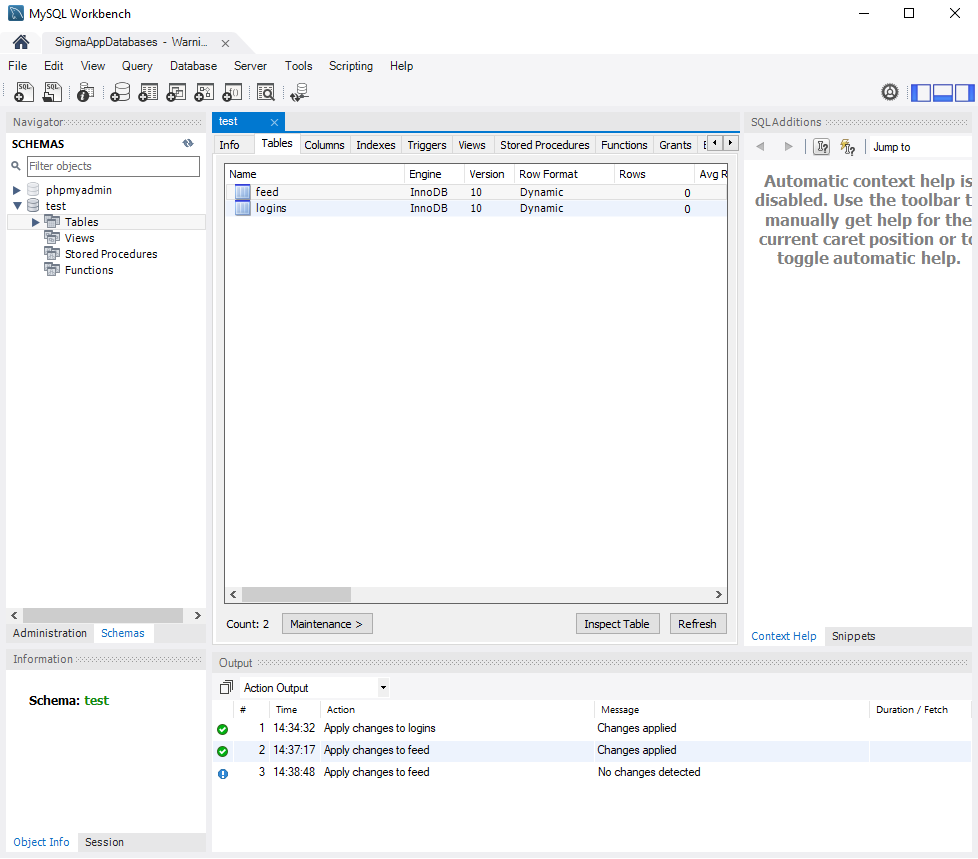 MySQL Workbench
SigmaAppDatabases - Warni...
File Edit View Query Database Server Tools Scripting Help
SQL SQL
Navigator
SCHEMAS
Filter objects
phpmyadmin
test
Tables
Views
Stored Procedures
Functions
Administration Schemas
Information
Schema: test
Object Info Session
test
Info Tables Columns Indexes Triggers Views Stored Procedures Functions Grants E
Name Engine Version Row Format Rows Avg R
feed InnoDB 10 Dynamic 0
logins InnoDB 10 Dynamic 0
Count: 2 Maintenance > Inspect Table Refresh
SQLAdditions
Jump to
Automatic context help is
disabled. Use the toolbar t
manually get help for the
current caret position or to
toggle automatic help.
Context Help Snippets
Output
Action Output
# Time Action Message Duration / Fetch
1 14:34:32 Apply changes to logins Changes applied
2 14:37:17 Apply changes to feed Changes applied
3 14:38:48 Apply changes to feed No changes detected